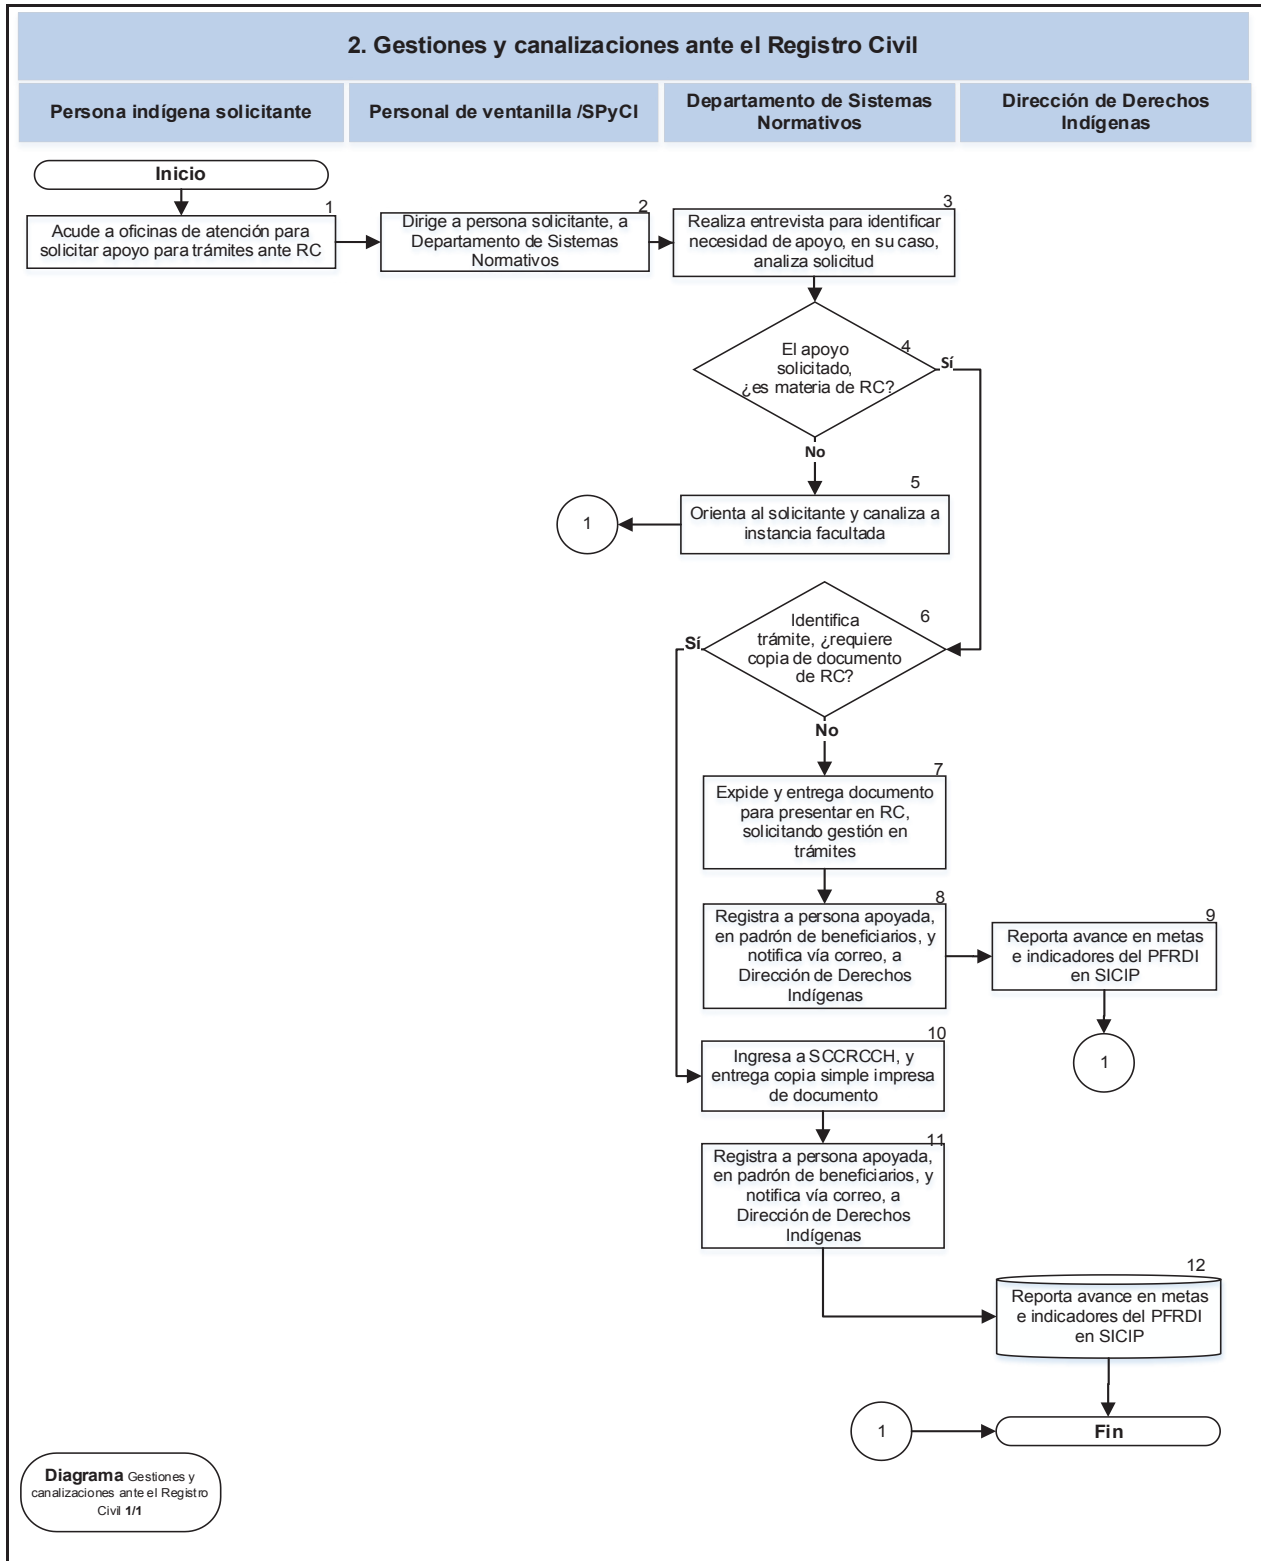 2. Gestiones y canalizaciones ante el Registro Civil
Persona indígena solicitante
Personal de ventanilla /SPyCI
Departamento de Sistemas
Normativos
Dirección de Derechos
Indígenas
Inicio
1
Acude a oficinas de atención para
solicitar apoyo para trámites ante RC
2
Dirige a persona solicitante, a
Departamento de Sistemas
Normativos
3
Realiza entrevista para identificar
necesidad de apoyo, en su caso,
analiza solicitud
4
El apoyo
solicitado,
¿es materia de RC?
Sí
No
5
Orienta al solicitante y canaliza a
instancia facultada
1
6
Identifica
trámite, ¿requiere
copia de documento
de RC?
Sí
No
7
Expide y entrega documento
para presentar en RC,
solicitando gestión en
trámites
8
Registra a persona apoyada,
en padrón de beneficiarios, y
notifica vía correo, a
Dirección de Derechos
Indígenas
9
Reporta avance en metas
e indicadores del PFRDI
en SICIP
1
10
Ingresa a SCCRCCH, y
entrega copia simple impresa
de documento
11
Registra a persona apoyada,
en padrón de beneficiarios, y
notifica vía correo, a
Dirección de Derechos
Indígenas
12
Reporta avance en metas
e indicadores del PFRDI
en SICIP
1
Fin
Diagrama Gestiones y
canalizaciones ante el Registro
Civil 1/1